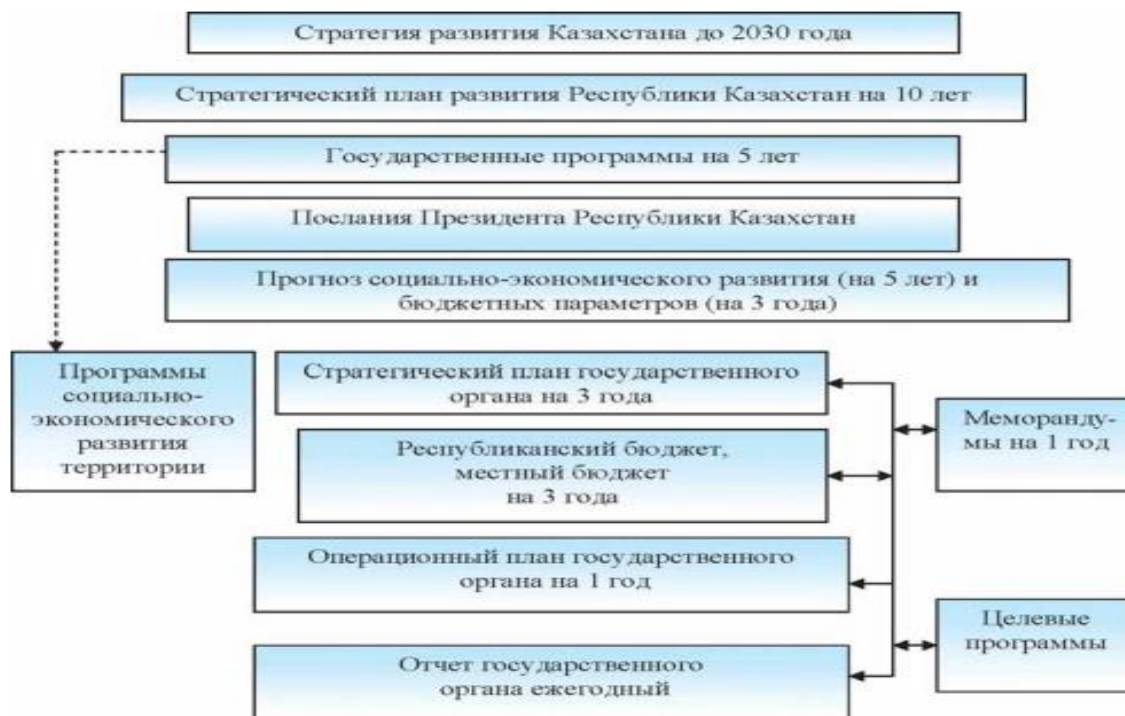 Стратегия развития Казахстана до 2030 года
Стратегический план развития Республики Казахстан на 10 лет
Государственные программы на 5 лет
Послания Президента Республики Казахстан
Прогноз социально-экономического развития (на 5 лет) и
бюджетных параметров (на 3 года)
Программы
социально-
экономического
развития
территории
Стратегический план государственного
органа на 3 года
Республиканский бюджет,
местный бюджет
на 3 года
Операционный план государственного
органа на 1 год
Отчет государственного
органа ежегодный
Меморанду-
мы на 1 год
Целевые
программы